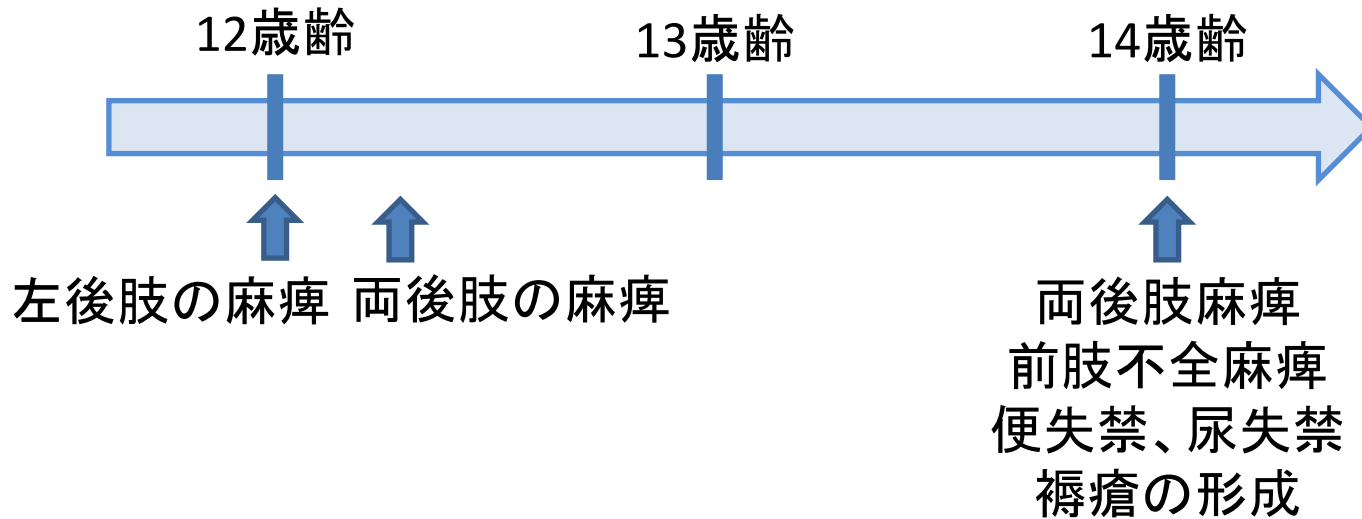 12歳齢
13歳齢
14歳齢
左後肢の麻痺
両後肢の麻痺
両後肢麻痺
前肢不全麻痺
便失禁、尿失禁
褥瘡の形成